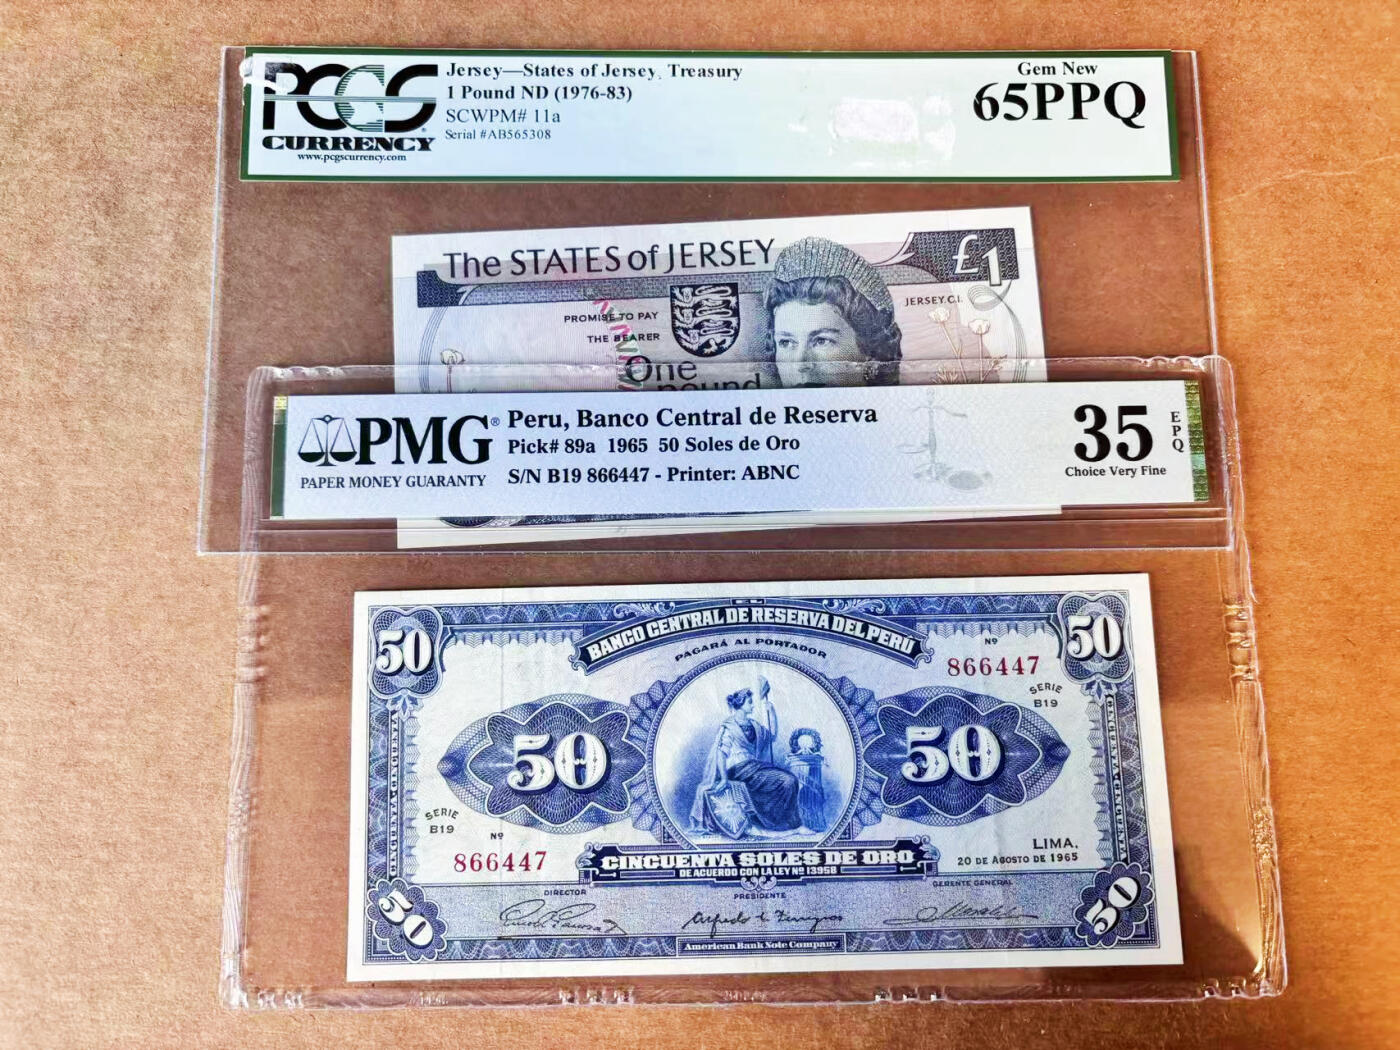 PCGS
CURRENCY
www.pcgscurrency.com
Jersey—States of Jersey, Treasury
1 Pound ND (1976-83)
SCWPM# 11a
Serial #AB565308
Gem New
65PPQ
The STATES of JERSEY
£1
JERSEY.C.I.
PROMISE TO PAY
THE BEARER
One
pound
PMG®
PAPER MONEY GUARANTY
Peru, Banco Central de Reserva
Pick# 89a 1965 50 Soles de Oro
S/N B19 866447 - Printer: ABNC
35
EPQ
Choice Very Fine
50
EL
BANCO CENTRAL DE RESERVA DEL PERÚ
50
PAGARÁ AL PORTADOR
Nº
866447
SERIE
B19
50
50
SERIE
B19
Nº
866447
LIMA,
20 DE AGOSTO DE 1965
CINCUENTA SOLES DE ORO
DE ACUERDO CON LA LEY Nº 13958
DIRECTOR
PRESIDENTE
GERENTE GENERAL
50
50
American Bank Note Company